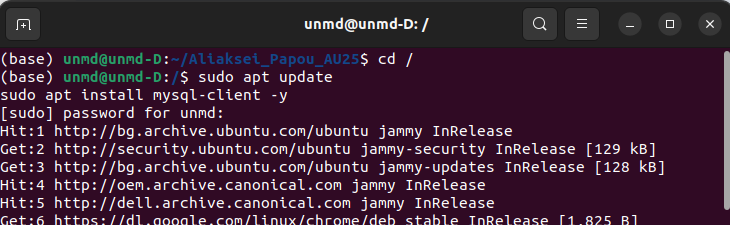 unmd@unmd-D: /
(base) unmd@unmd-D:~/Aliaksei_Papou_AU25$ cd /
(base) unmd@unmd-D:/$ sudo apt update
sudo apt install mysql-client -y
[sudo] password for unmd:
Hit:1 http://bg.archive.ubuntu.com/ubuntu jammy InRelease
Get:2 http://security.ubuntu.com/ubuntu jammy-security InRelease [129 kB]
Get:3 http://bg.archive.ubuntu.com/ubuntu jammy-updates InRelease [128 kB]
Hit:4 http://oem.archive.canonical.com jammy InRelease
Hit:5 http://dell.archive.canonical.com jammy InRelease
Get:6 https://dl.google.com/linux/chrome/deb stable InRelease [1,825 B]